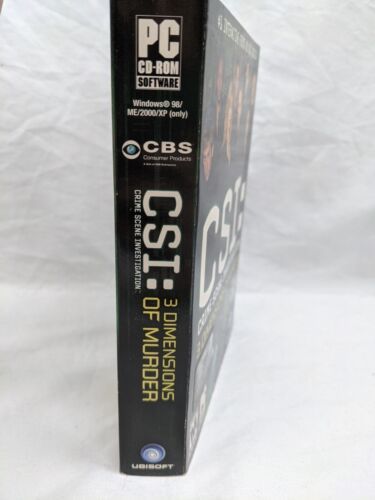 PC
CD-ROM
SOFTWARE
Windows® 98/
ME/2000/XP (only)
CBS
Consumer Products
CSI:
CRIME SCENE INVESTIGATION
3 DIMENSIONS
OF MURDER
UBISOFT
CSI: